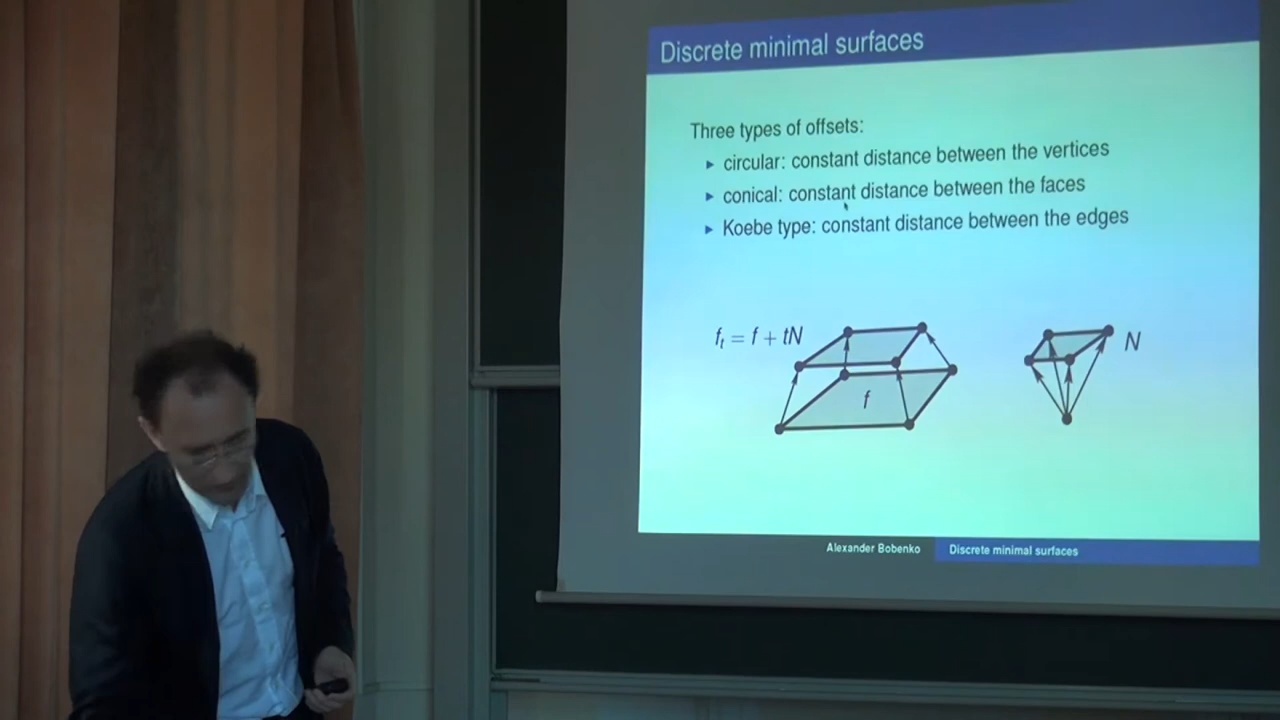 Discrete minimal surfaces
Three types of offsets:
circular: constant distance between the vertices
conical: constant distance between the faces
Koebe type: constant distance between the edges
fₜ = f + tN
N
f
Alexander Bobenko
Discrete minimal surfaces